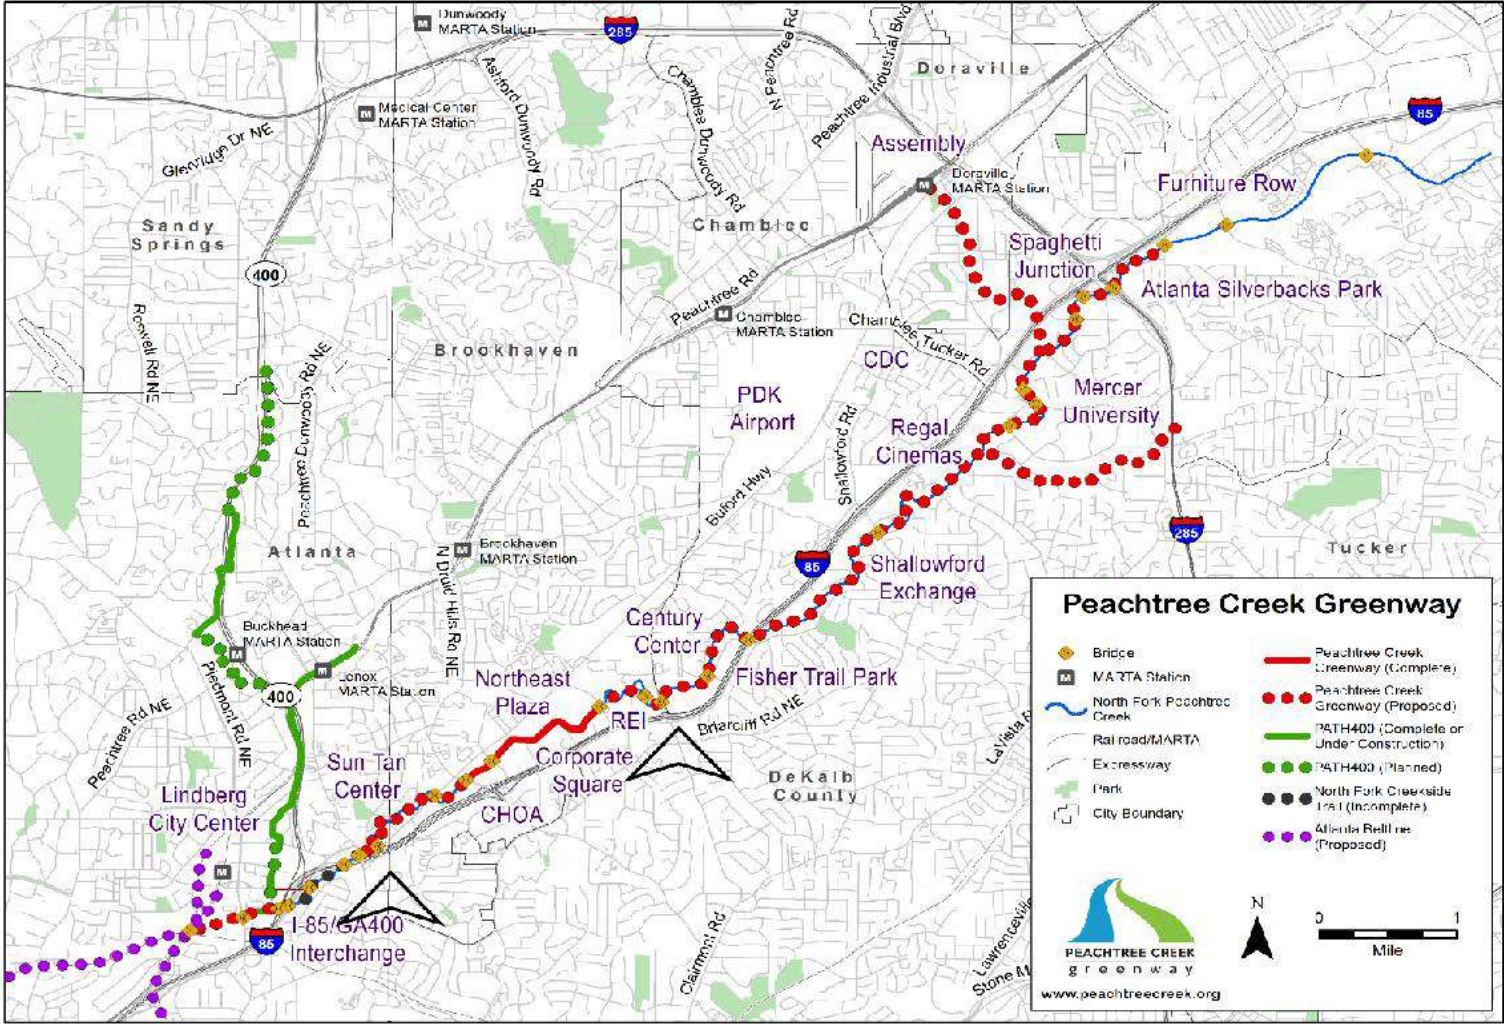 Dunwoody
MARTA Station
285
N Peachtree Rd
Peachtree Industrial Blvd
Doraville
Ashford Dunwoody Rd
Chamblee Dunwoody Rd
Medical Center
MARTA Station
85
Glenridge Dr NE
Assembly
Doraville
MARTA Station
Furniture Row
Sandy
Springs
Chamblee
Spaghetti
Junction
400
Atlanta Silverbacks Park
Peachtree Rd
Roswell Rd NE
Chamblee
MARTA Station
Chamblee Tucker Rd
Brookhaven
CDC
Peachtree Dunwoody Rd NE
PDK
Airport
Mercer
University
Shallowford Rd
Regal
Cinemas
Buford Hwy
Atlanta
Brookhaven
MARTA Station
N Druid Hills Rd NE
85
285
Tucker
Shallowford
Exchange
Buckhead
MARTA Station
Century
Center
Lenox
MARTA Station
400
Piedmont Rd NE
Peachtree Rd NE
Northeast
Plaza
Fisher Trail Park
REI
Briarcliff Rd NE
LaVista R
Sun Tan
Center
Corporate
Square
DeKalb
County
Lindberg
City Center
CHOA
I-85/GA400
Interchange
85
Clairmont Rd
Lawrenceville
Stone M
Peachtree Creek Greenway
Bridge
MARTA Station
North Fork Peachtree
Creek
Railroad/MARTA
Expressway
Park
City Boundary
Peachtree Creek
Greenway (Complete)
Peachtree Creek
Greenway (Proposed)
PATH400 (Complete or
Under Construction)
PATH400 (Planned)
North Fork Creekside
Trail (Incomplete)
Atlanta Beltline
(Proposed)
PEACHTREE CREEK
greenway
www.peachtreecreek.org
N
0 1
Mile